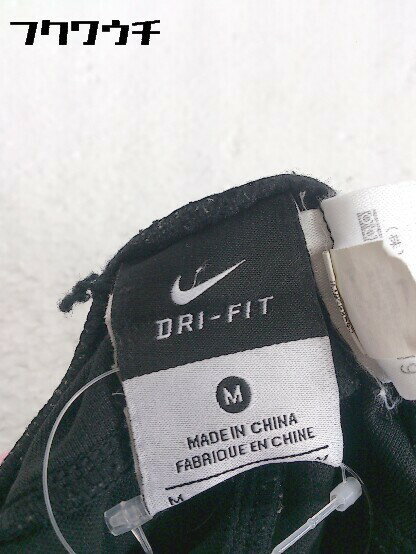 フクワウチ
DRI-FIT
M
MADE IN CHINA
FABRIQUE EN CHINE
M